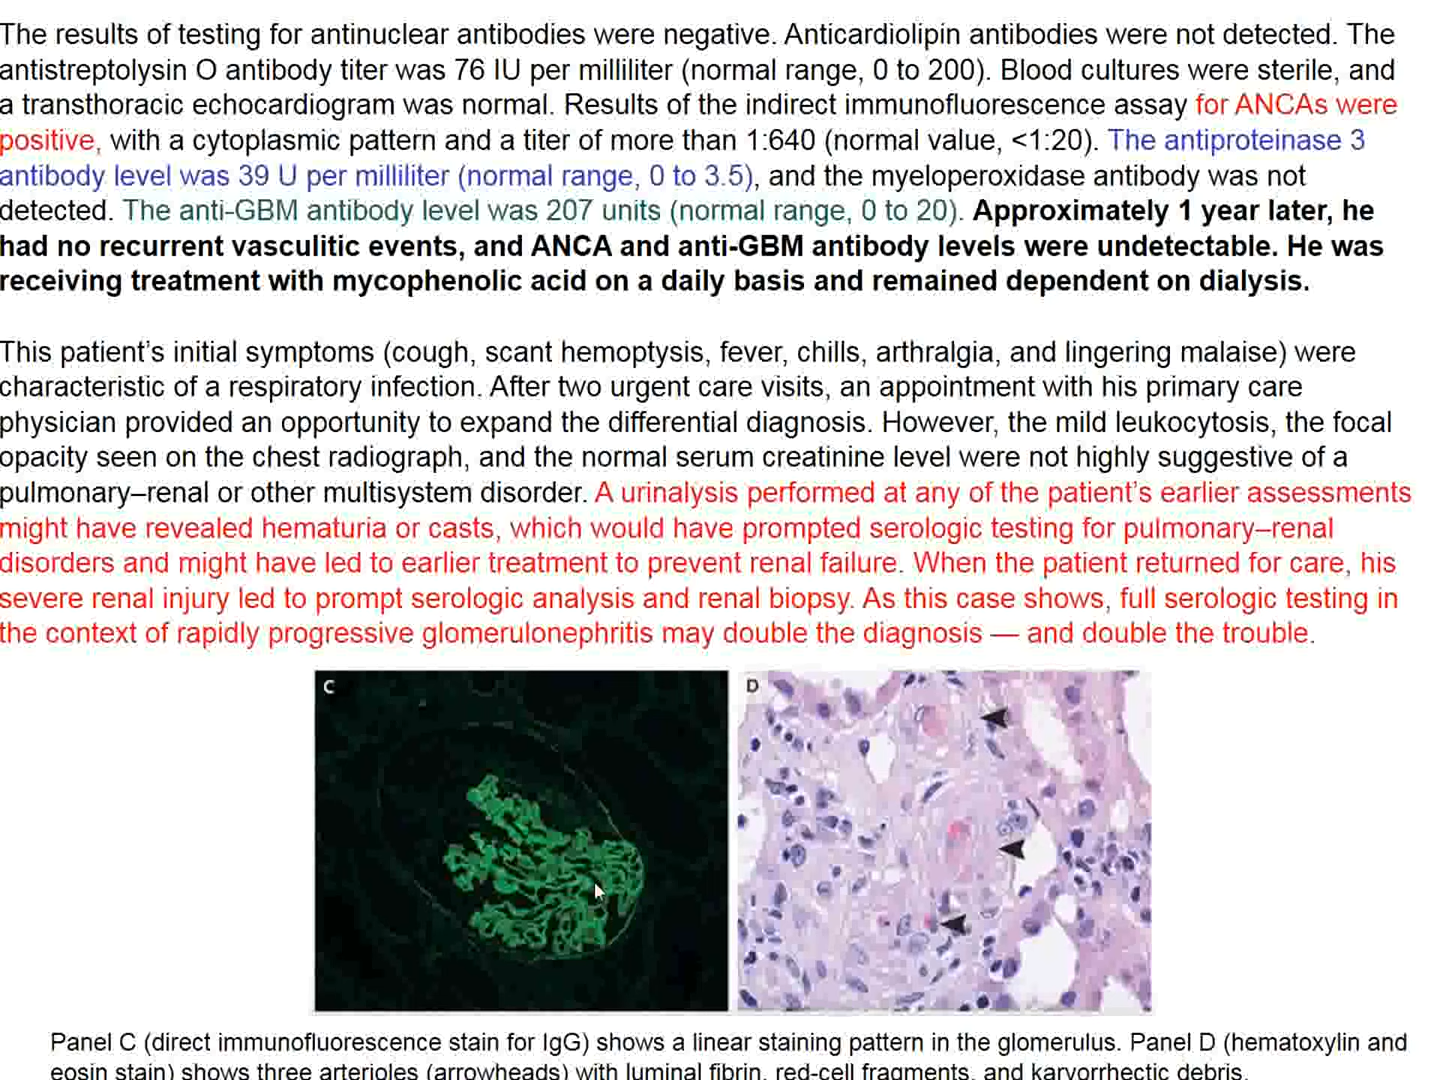 The results of testing for antinuclear antibodies were negative. Anticardiolipin antibodies were not detected. The
antistreptolysin O antibody titer was 76 IU per milliliter (normal range, 0 to 200). Blood cultures were sterile, and
a transthoracic echocardiogram was normal. Results of the indirect immunofluorescence assay for ANCAs were
positive, with a cytoplasmic pattern and a titer of more than 1:640 (normal value, <1:20). The antiproteinase 3
antibody level was 39 U per milliliter (normal range, 0 to 3.5), and the myeloperoxidase antibody was not
detected. The anti-GBM antibody level was 207 units (normal range, 0 to 20). Approximately 1 year later, he
had no recurrent vasculitic events, and ANCA and anti-GBM antibody levels were undetectable. He was
receiving treatment with mycophenolic acid on a daily basis and remained dependent on dialysis.
This patient's initial symptoms (cough, scant hemoptysis, fever, chills, arthralgia, and lingering malaise) were
characteristic of a respiratory infection. After two urgent care visits, an appointment with his primary care
physician provided an opportunity to expand the differential diagnosis. However, the mild leukocytosis, the focal
opacity seen on the chest radiograph, and the normal serum creatinine level were not highly suggestive of a
pulmonary–renal or other multisystem disorder. A urinalysis performed at any of the patient's earlier assessments
might have revealed hematuria or casts, which would have prompted serologic testing for pulmonary–renal
disorders and might have led to earlier treatment to prevent renal failure. When the patient returned for care, his
severe renal injury led to prompt serologic analysis and renal biopsy. As this case shows, full serologic testing in
the context of rapidly progressive glomerulonephritis may double the diagnosis — and double the trouble.
C
D
Panel C (direct immunofluorescence stain for IgG) shows a linear staining pattern in the glomerulus. Panel D (hematoxylin and
eosin stain) shows three arterioles (arrowheads) with luminal fibrin, red-cell fragments, and karyorrhectic debris.